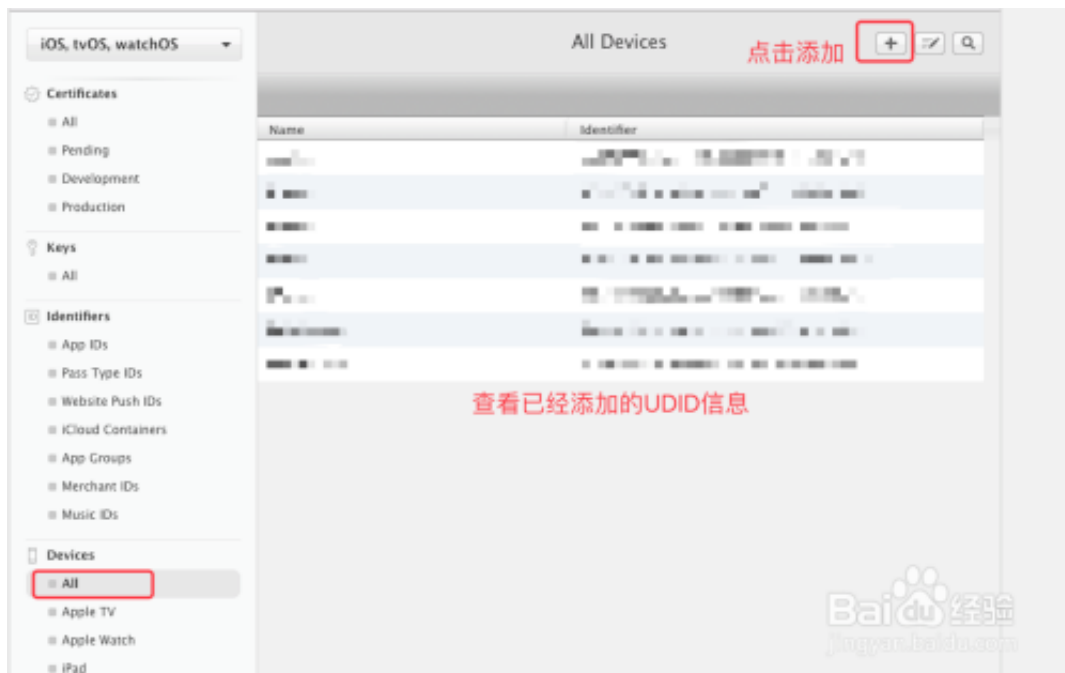 iOS, tvOS, watchOS
All Devices
点击添加
Certificates
All
Pending
Development
Production
Keys
All
Identifiers
App IDs
Pass Type IDs
Website Push IDs
iCloud Containers
App Groups
Merchant IDs
Music IDs
Devices
All
Apple TV
Apple Watch
iPad
Name
Identifier
查看已经添加的UDID信息
Baidu经验
jingyan.baidu.com